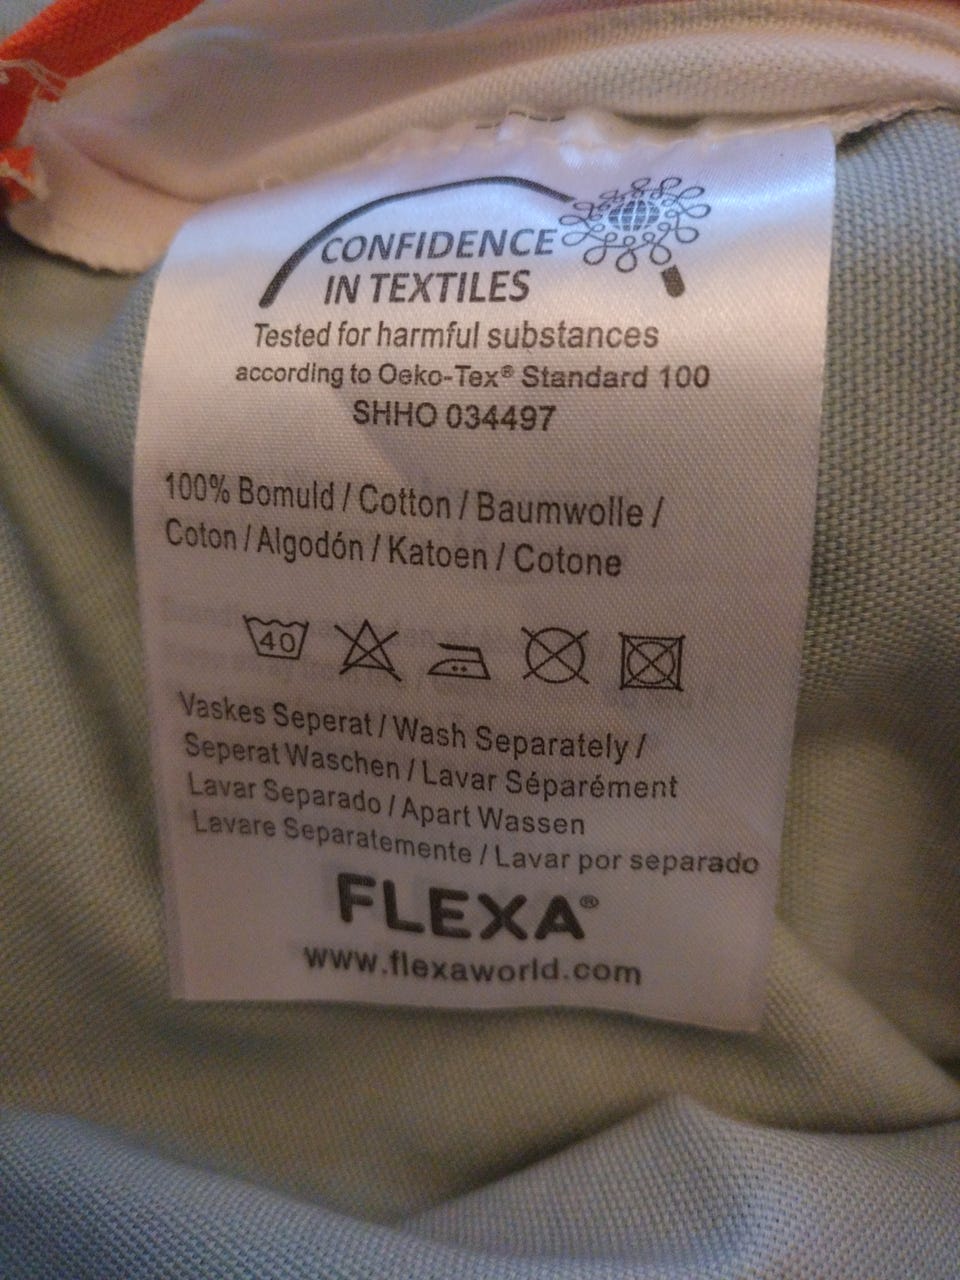 CONFIDENCE
IN TEXTILES
Tested for harmful substances
according to Oeko-Tex® Standard 100
SHHO 034497
100% Bomuld / Cotton / Baumwolle /
Coton / Algodón / Katoen / Cotone
40
Vaskes Seperat / Wash Separately /
Seperat Waschen / Lavar Séparément
Lavar Separado / Apart Wassen
Lavare Separatemente / Lavar por separado
FLEXA®
www.flexaworld.com